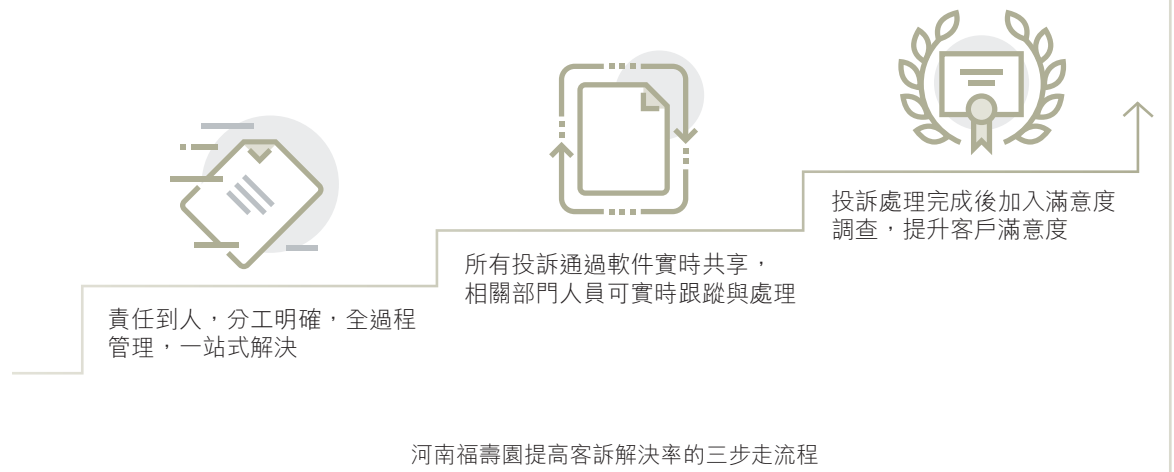 責任到人，分工明確，全過程
管理，一站式解決
所有投訴通過軟件實時共享，
相關部門人員可實時跟蹤與處理
投訴處理完成後加入滿意度
調查，提升客戶滿意度
河南福壽園提高客訴解決率的三步走流程